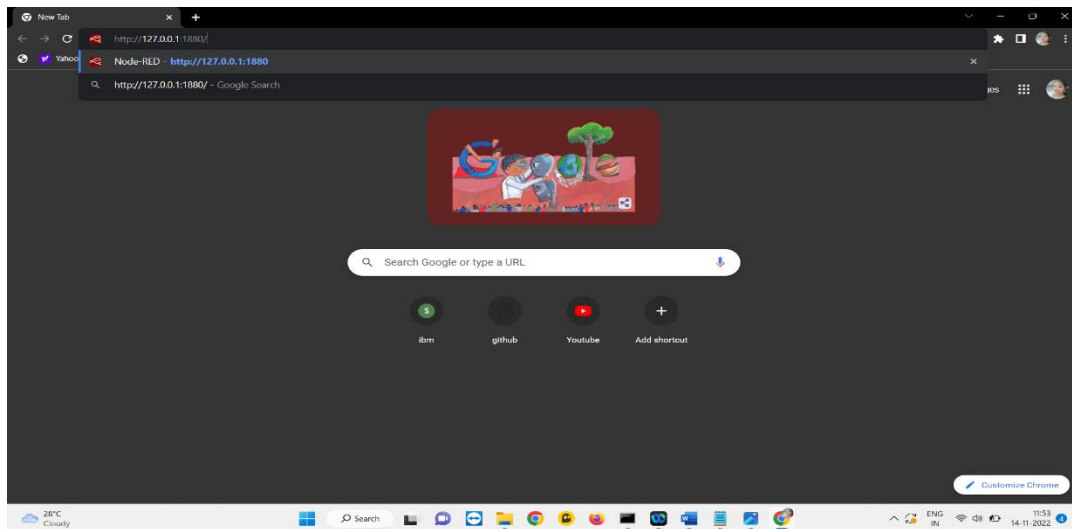 New Tab
http://127.0.0.1:1880/
Yahoo
Node-RED - http://127.0.0.1:1880
http://127.0.0.1:1880/ - Google Search
Google
Search Google or type a URL
S
ibm
github
Youtube
Add shortcut
Customize Chrome
28°C
Cloudy
Search
ENG
IN
11:53
14-11-2022
4